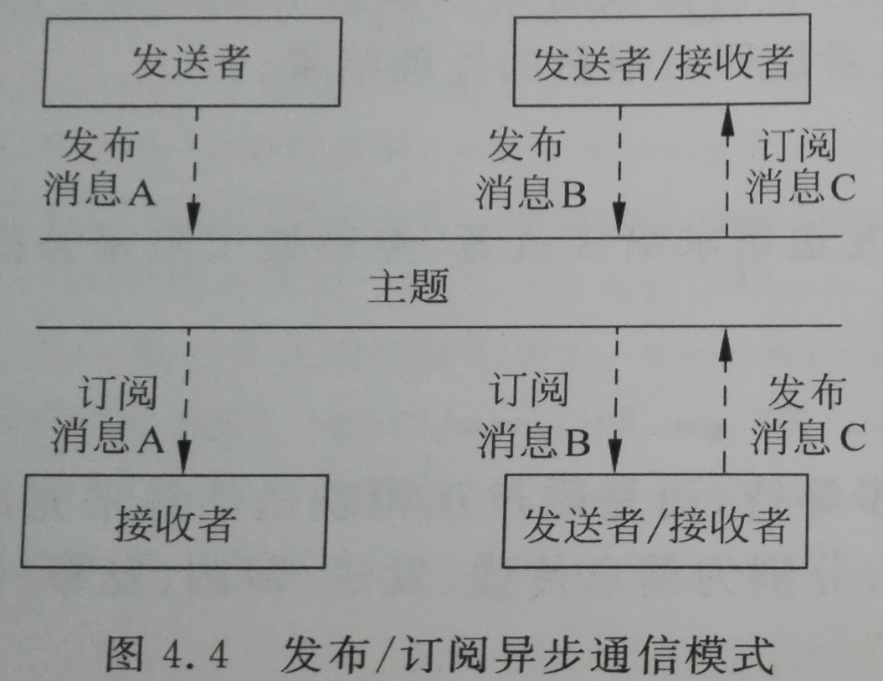 发送者
发送者/接收者
发布
消息A
发布
消息B
订阅
消息C
主题
订阅
消息A
订阅
消息B
发布
消息C
接收者
发送者/接收者
图 4.4 发布/订阅异步通信模式